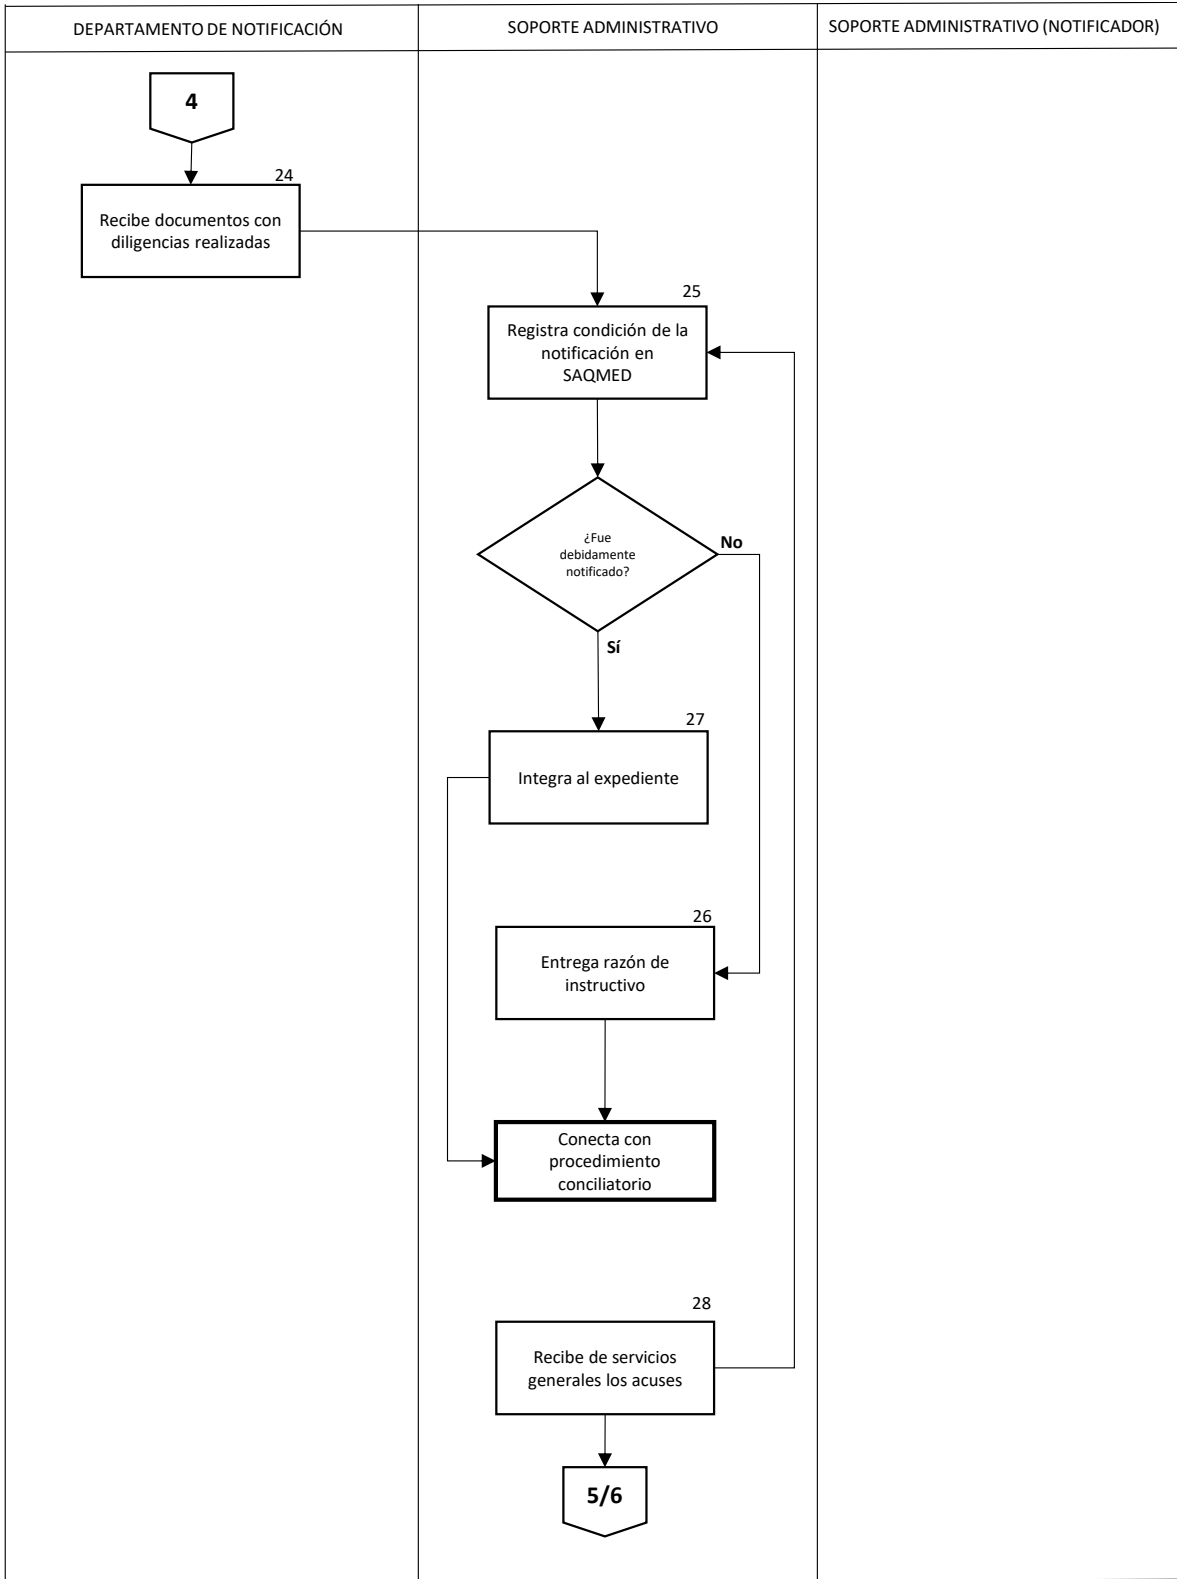 DEPARTAMENTO DE NOTIFICACIÓN
SOPORTE ADMINISTRATIVO
SOPORTE ADMINISTRATIVO (NOTIFICADOR)
4
24
Recibe documentos con
diligencias realizadas
25
Registra condición de la
notificación en
SAQMED
¿Fue
debidamente
notificado?
No
Sí
27
Integra al expediente
26
Entrega razón de
instructivo
Conecta con
procedimiento
conciliatorio
28
Recibe de servicios
generales los acuses
5/6